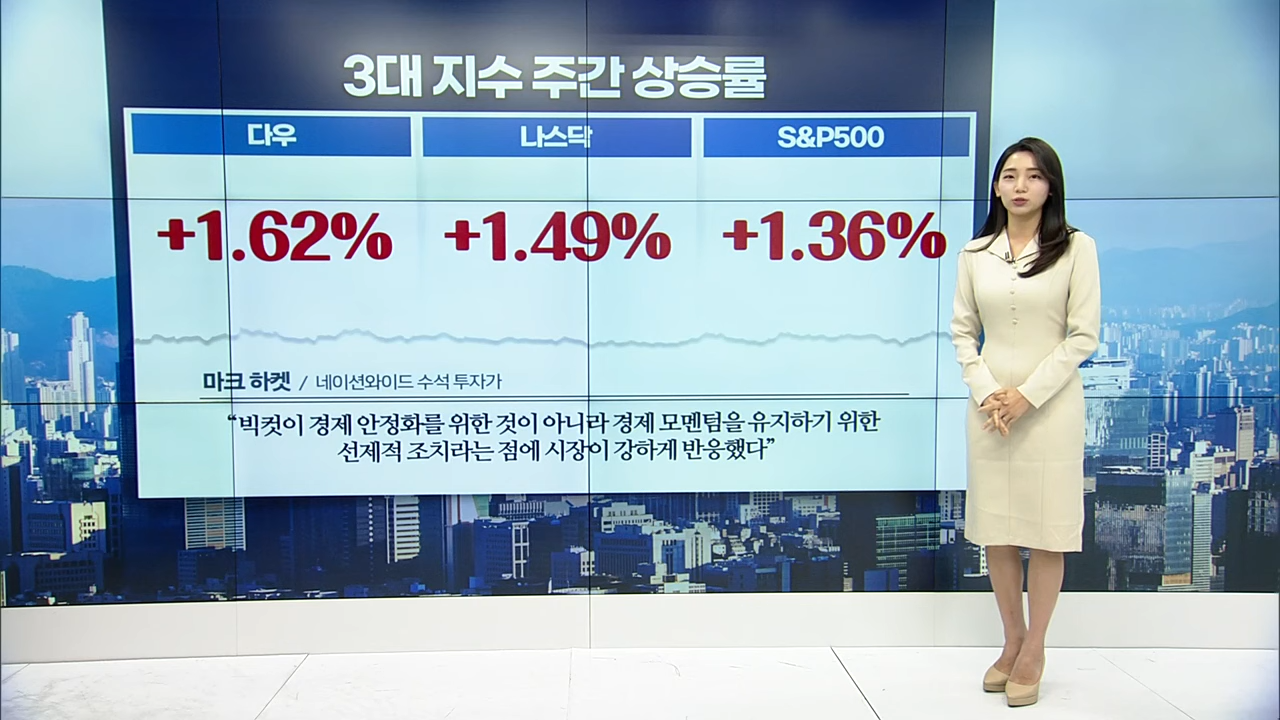 3대 지수 주간 상승률
다우
나스닥
S&P500
+1.62%
+1.49%
+1.36%
마크 하켓 / 네이션와이드 수석 투자가
“빅컷이 경제 안정화를 위한 것이 아니라 경제 모멘텀을 유지하기 위한
선제적 조치라는 점에 시장이 강하게 반응했다”